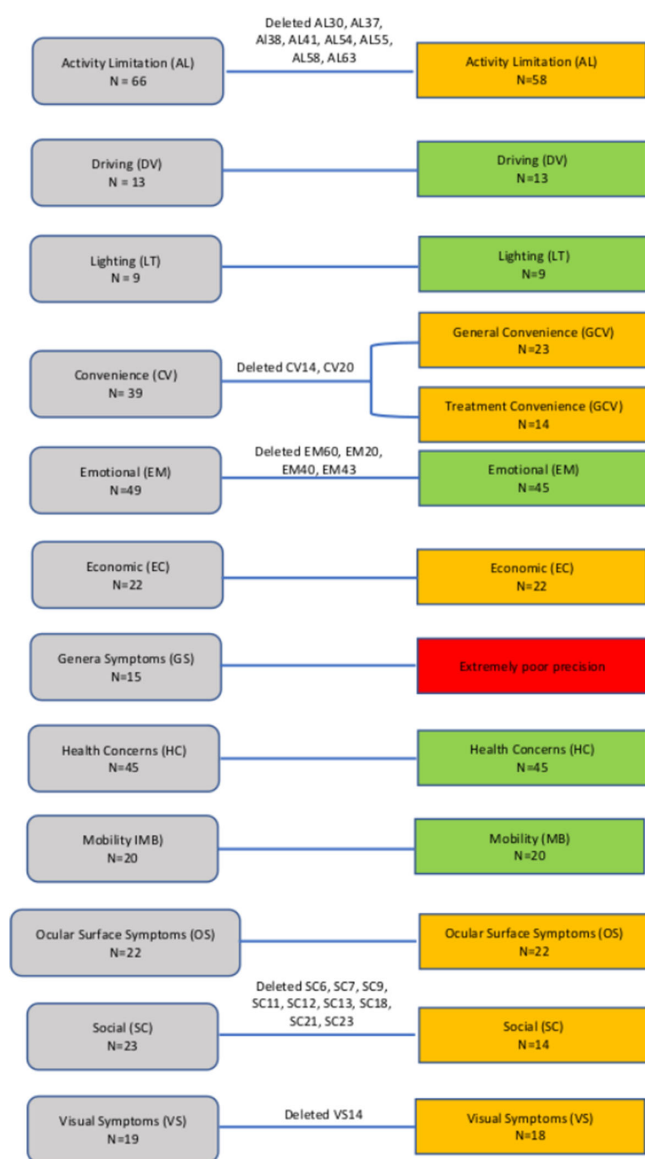 Deleted AL30, AL37,
Al38, AL41, AL54, AL55,
AL58, AL63
Activity Limitation (AL)
N = 66
Activity Limitation (AL)
N=58
Driving (DV)
N = 13
Driving (DV)
N=13
Lighting (LT)
N = 9
Lighting (LT)
N=9
Convenience (CV)
N= 39
Deleted CV14, CV20
General Convenience (GCV)
N=23
Treatment Convenience (GCV)
N=14
Emotional (EM)
N=49
Deleted EM60, EM20,
EM40, EM43
Emotional (EM)
N=45
Economic (EC)
N=22
Economic (EC)
N=22
Genera Symptoms (GS)
N=15
Extremely poor precision
Health Concerns (HC)
N=45
Health Concerns (HC)
N=45
Mobility IMB)
N=20
Mobility (MB)
N=20
Ocular Surface Symptoms (OS)
N=22
Ocular Surface Symptoms (OS)
N=22
Deleted SC6, SC7, SC9,
SC11, SC12, SC13, SC18,
SC21, SC23
Social (SC)
N=23
Social (SC)
N=14
Visual Symptoms (VS)
N=19
Deleted VS14
Visual Symptoms (VS)
N=18